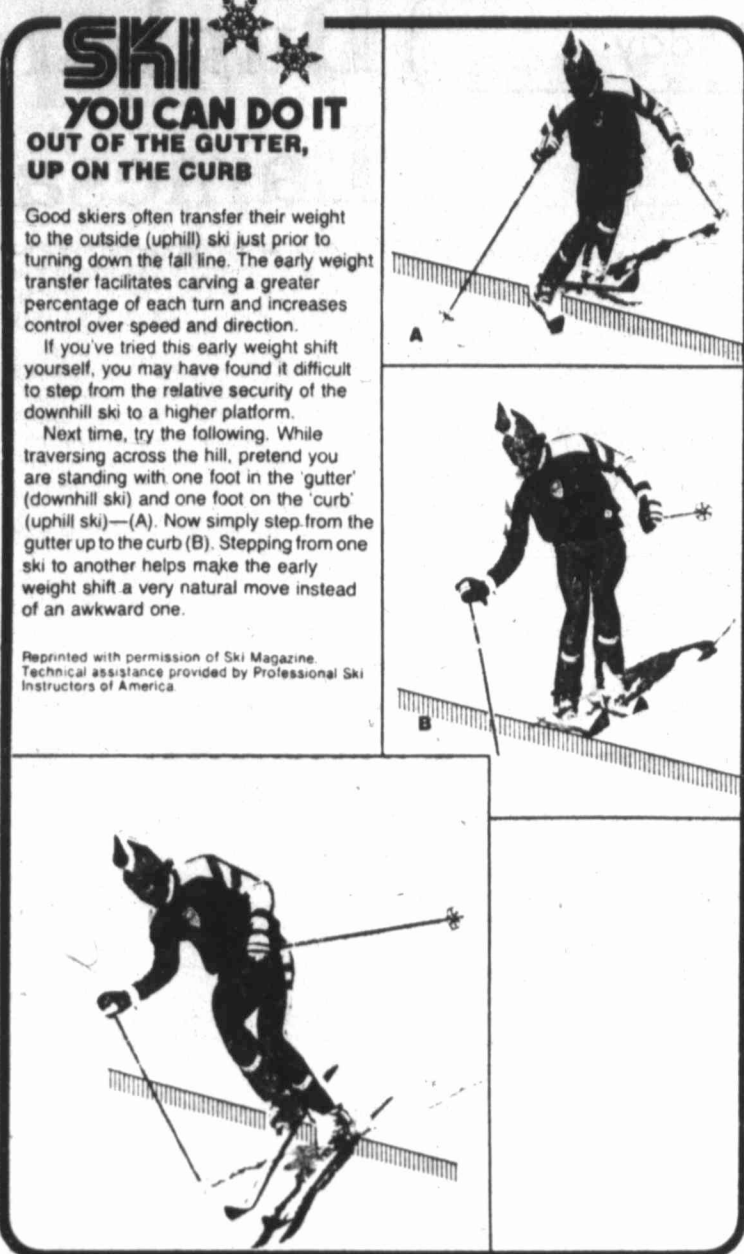 SKI
YOU CAN DO IT
OUT OF THE GUTTER,
UP ON THE CURB
Good skiers often transfer their weight
to the outside (uphill) ski just prior to
turning down the fall line. The early weight
transfer facilitates carving a greater
percentage of each turn and increases
control over speed and direction.
If you've tried this early weight shift
yourself, you may have found it difficult
to step from the relative security of the
downhill ski to a higher platform.
Next time, try the following. While
traversing across the hill, pretend you
are standing with one foot in the 'gutter'
(downhill ski) and one foot on the 'curb'
(uphill ski)—(A). Now simply step from the
gutter up to the curb (B). Stepping from one
ski to another helps make the early
weight shift a very natural move instead
of an awkward one.
Reprinted with permission of Ski Magazine.
Technical assistance provided by Professional Ski
Instructors of America.
A
B